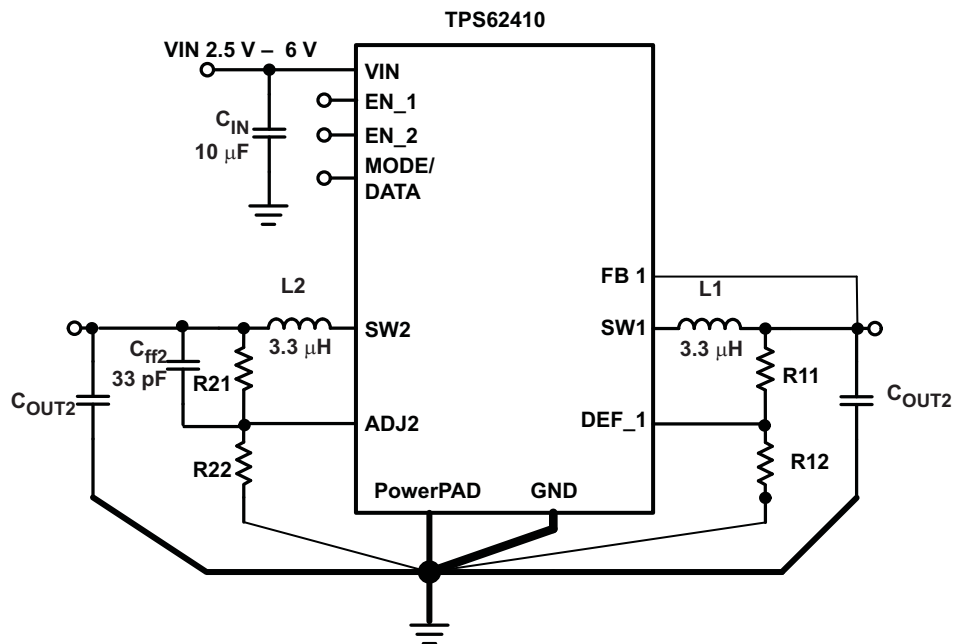 TPS62410
VIN 2.5 V – 6 V
VIN
EN_1
C_IN
10 μF
EN_2
MODE/
DATA
FB 1
L2
L1
SW2
SW1
3.3 μH
3.3 μH
C_ff2
33 pF
R21
R11
C_OUT2
C_OUT2
ADJ2
DEF_1
R22
R12
PowerPAD
GND